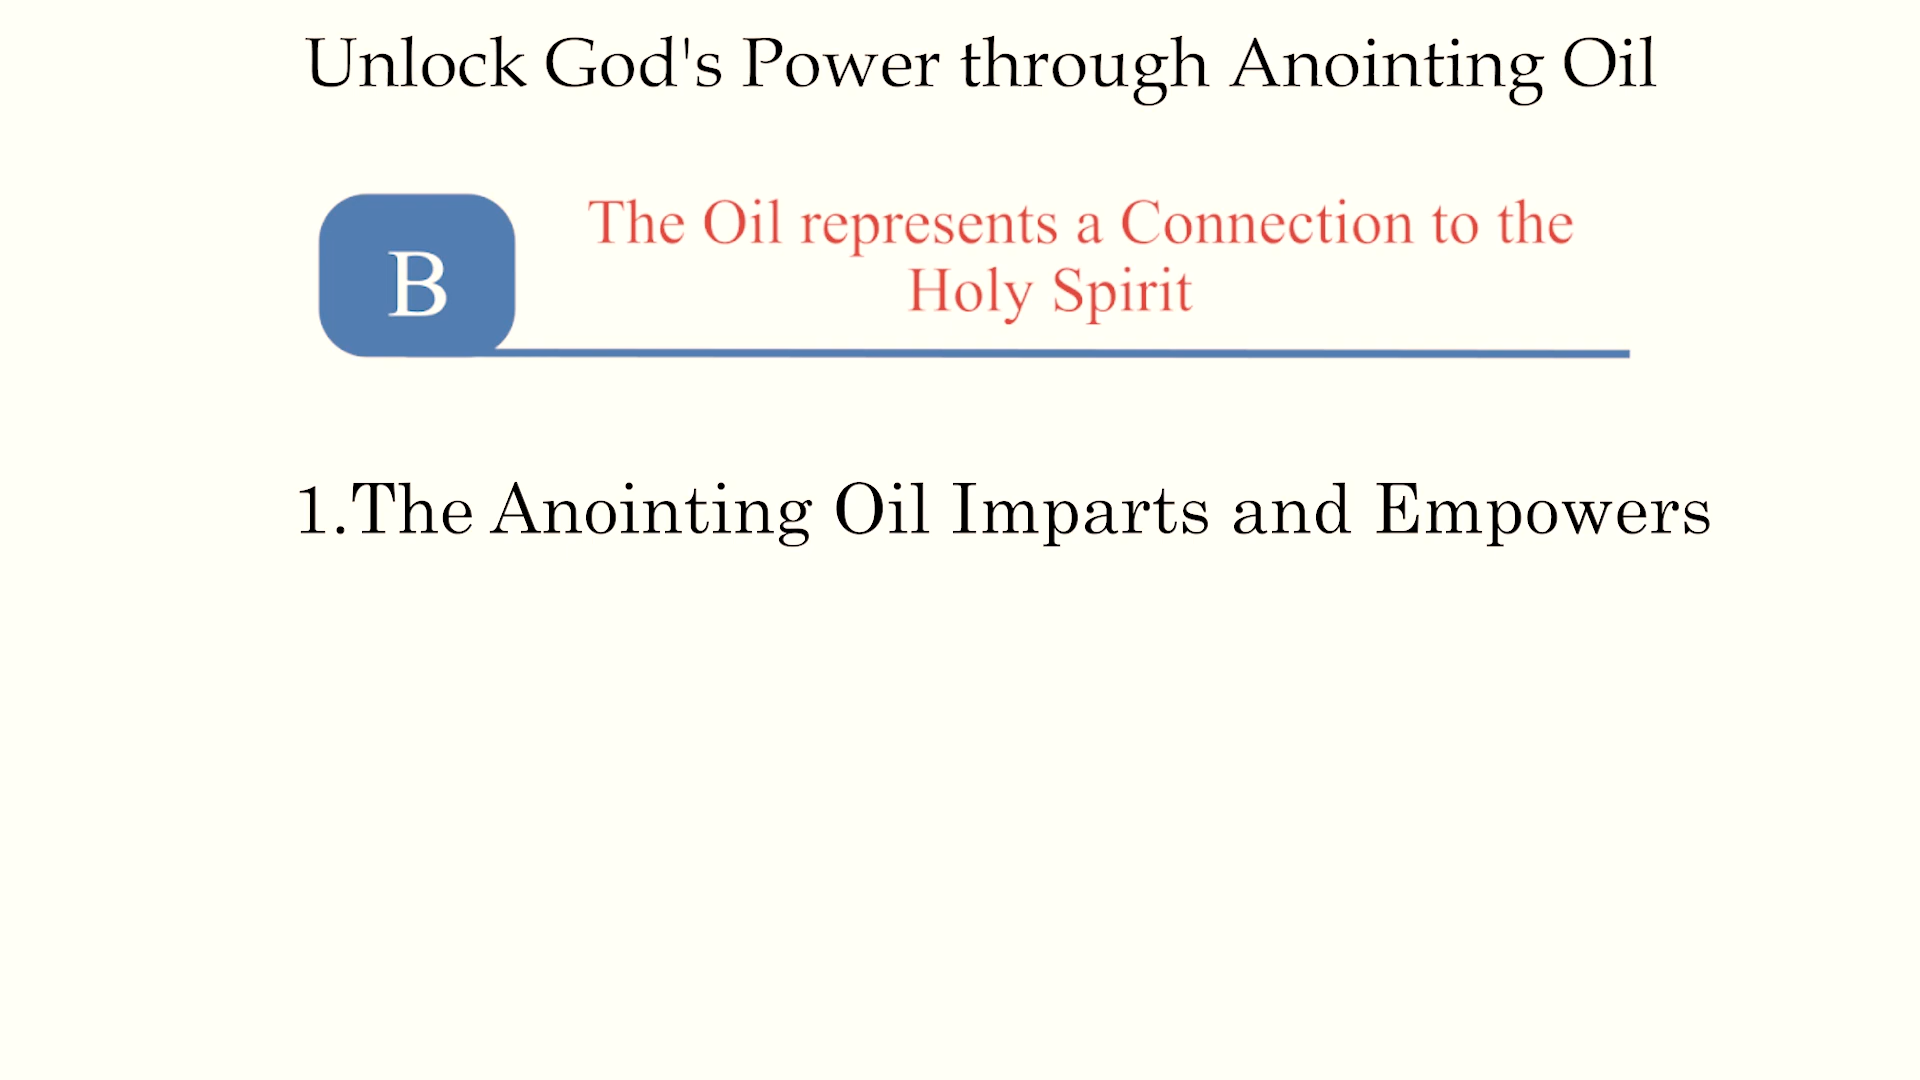 Unlock God's Power through Anointing Oil
B
The Oil represents a Connection to the
Holy Spirit
1.The Anointing Oil Imparts and Empowers